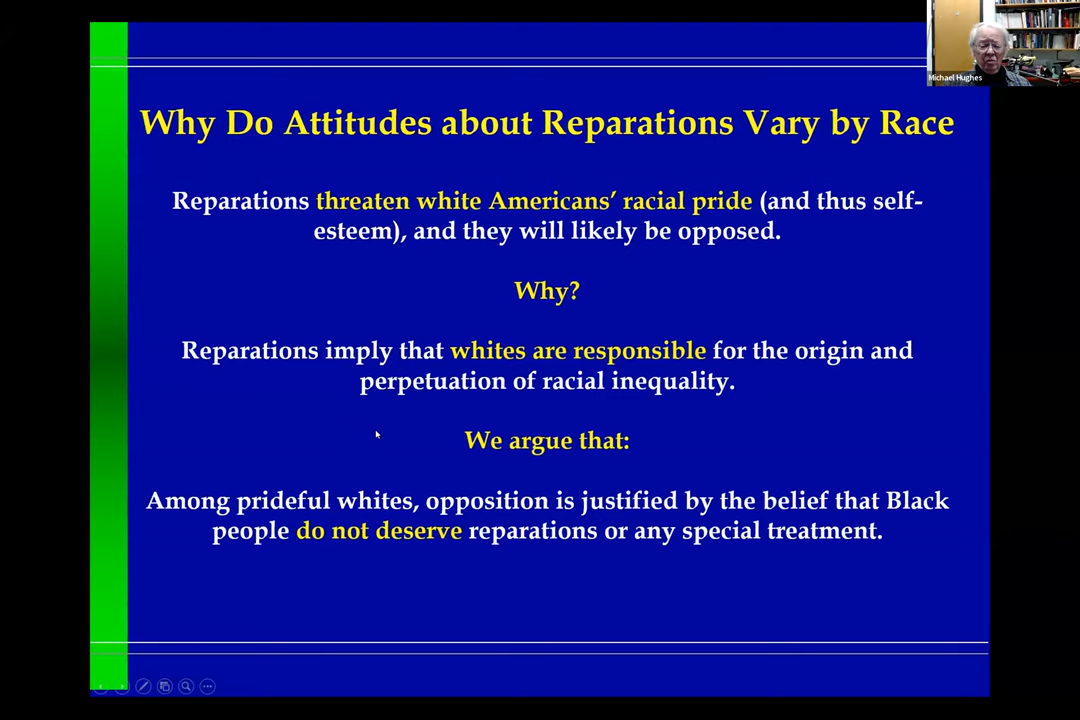 Michael Hughes
Why Do Attitudes about Reparations Vary by Race
Reparations threaten white Americans’ racial pride (and thus self-
esteem), and they will likely be opposed.
Why?
Reparations imply that whites are responsible for the origin and
perpetuation of racial inequality.
We argue that:
Among prideful whites, opposition is justified by the belief that Black
people do not deserve reparations or any special treatment.